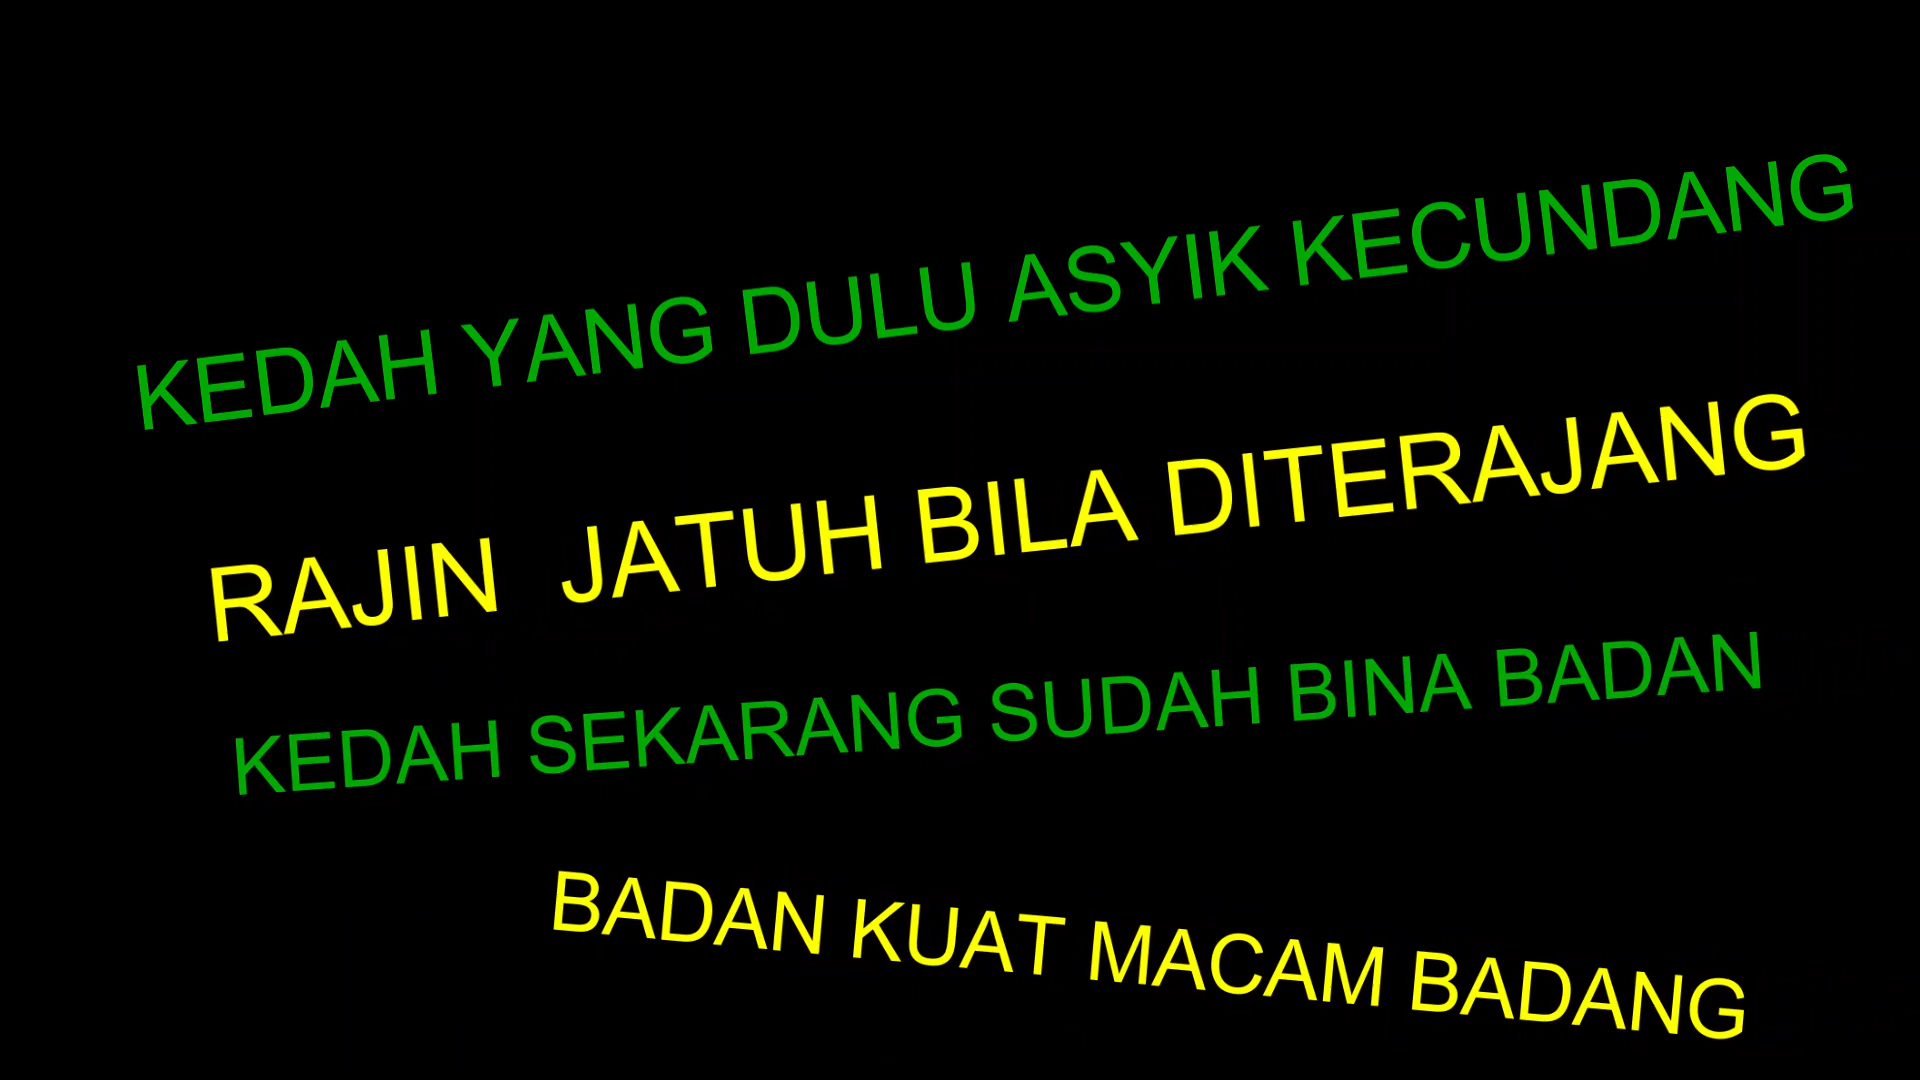 KEDAH YANG DULU ASYIK KECUNDANG
RAJIN  JATUH BILA DITERAJANG
KEDAH SEKARANG SUDAH BINA BADAN
BADAN KUAT MACAM BADANG